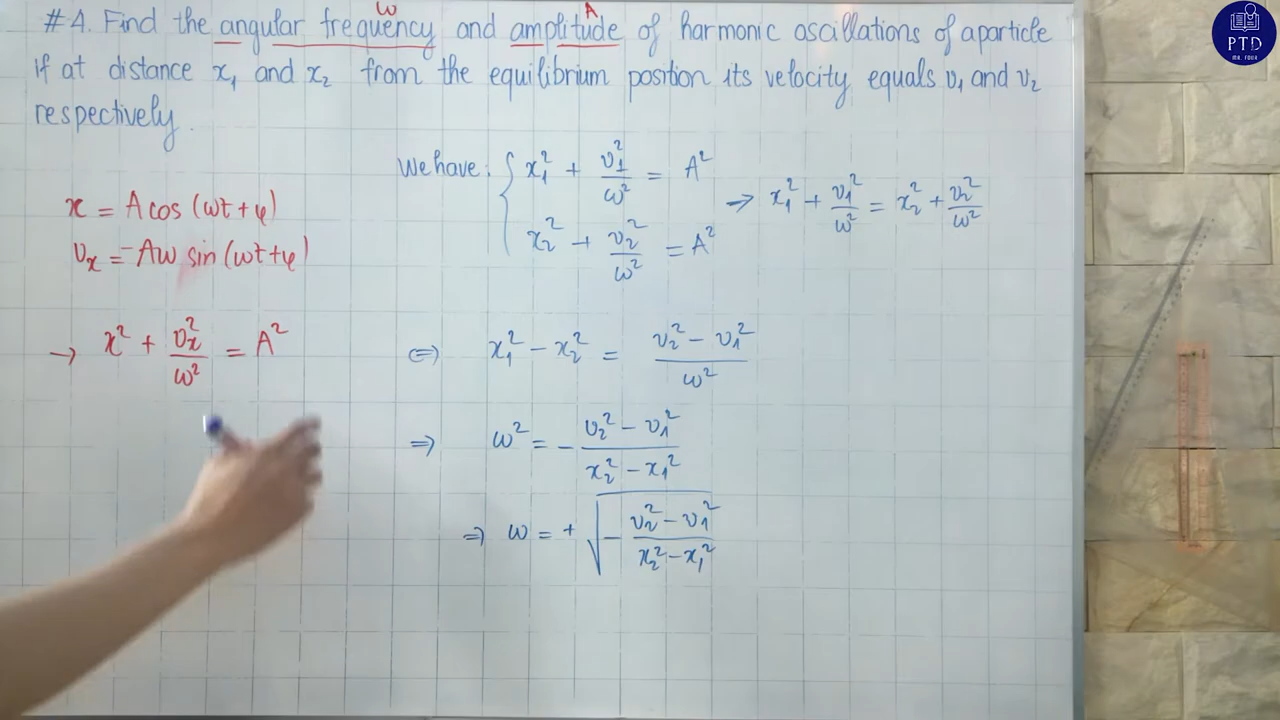 ω A
#4. Find the angular frequency and amplitude of harmonic oscillations of a particle
if at distance x₁ and x₂ from the equilibrium position its velocity equals v₁ and v₂
respectively.
x = A cos (ωt + φ)
vₓ = -Aω sin (ωt + φ)
→ x² + vₓ²/ω² = A²
We have: { x₁² + v₁²/ω² = A²
x₂² + v₂²/ω² = A²
→ x₁² + v₁²/ω² = x₂² + v₂²/ω²
⇔ x₁² - x₂² = (v₂² - v₁²)/ω²
⇒ ω² = - (v₂² - v₁²)/(x₂² - x₁²)
⇒ ω = + √(- (v₂² - v₁²)/(x₂² - x₁²))
PTD
MR. FOUR